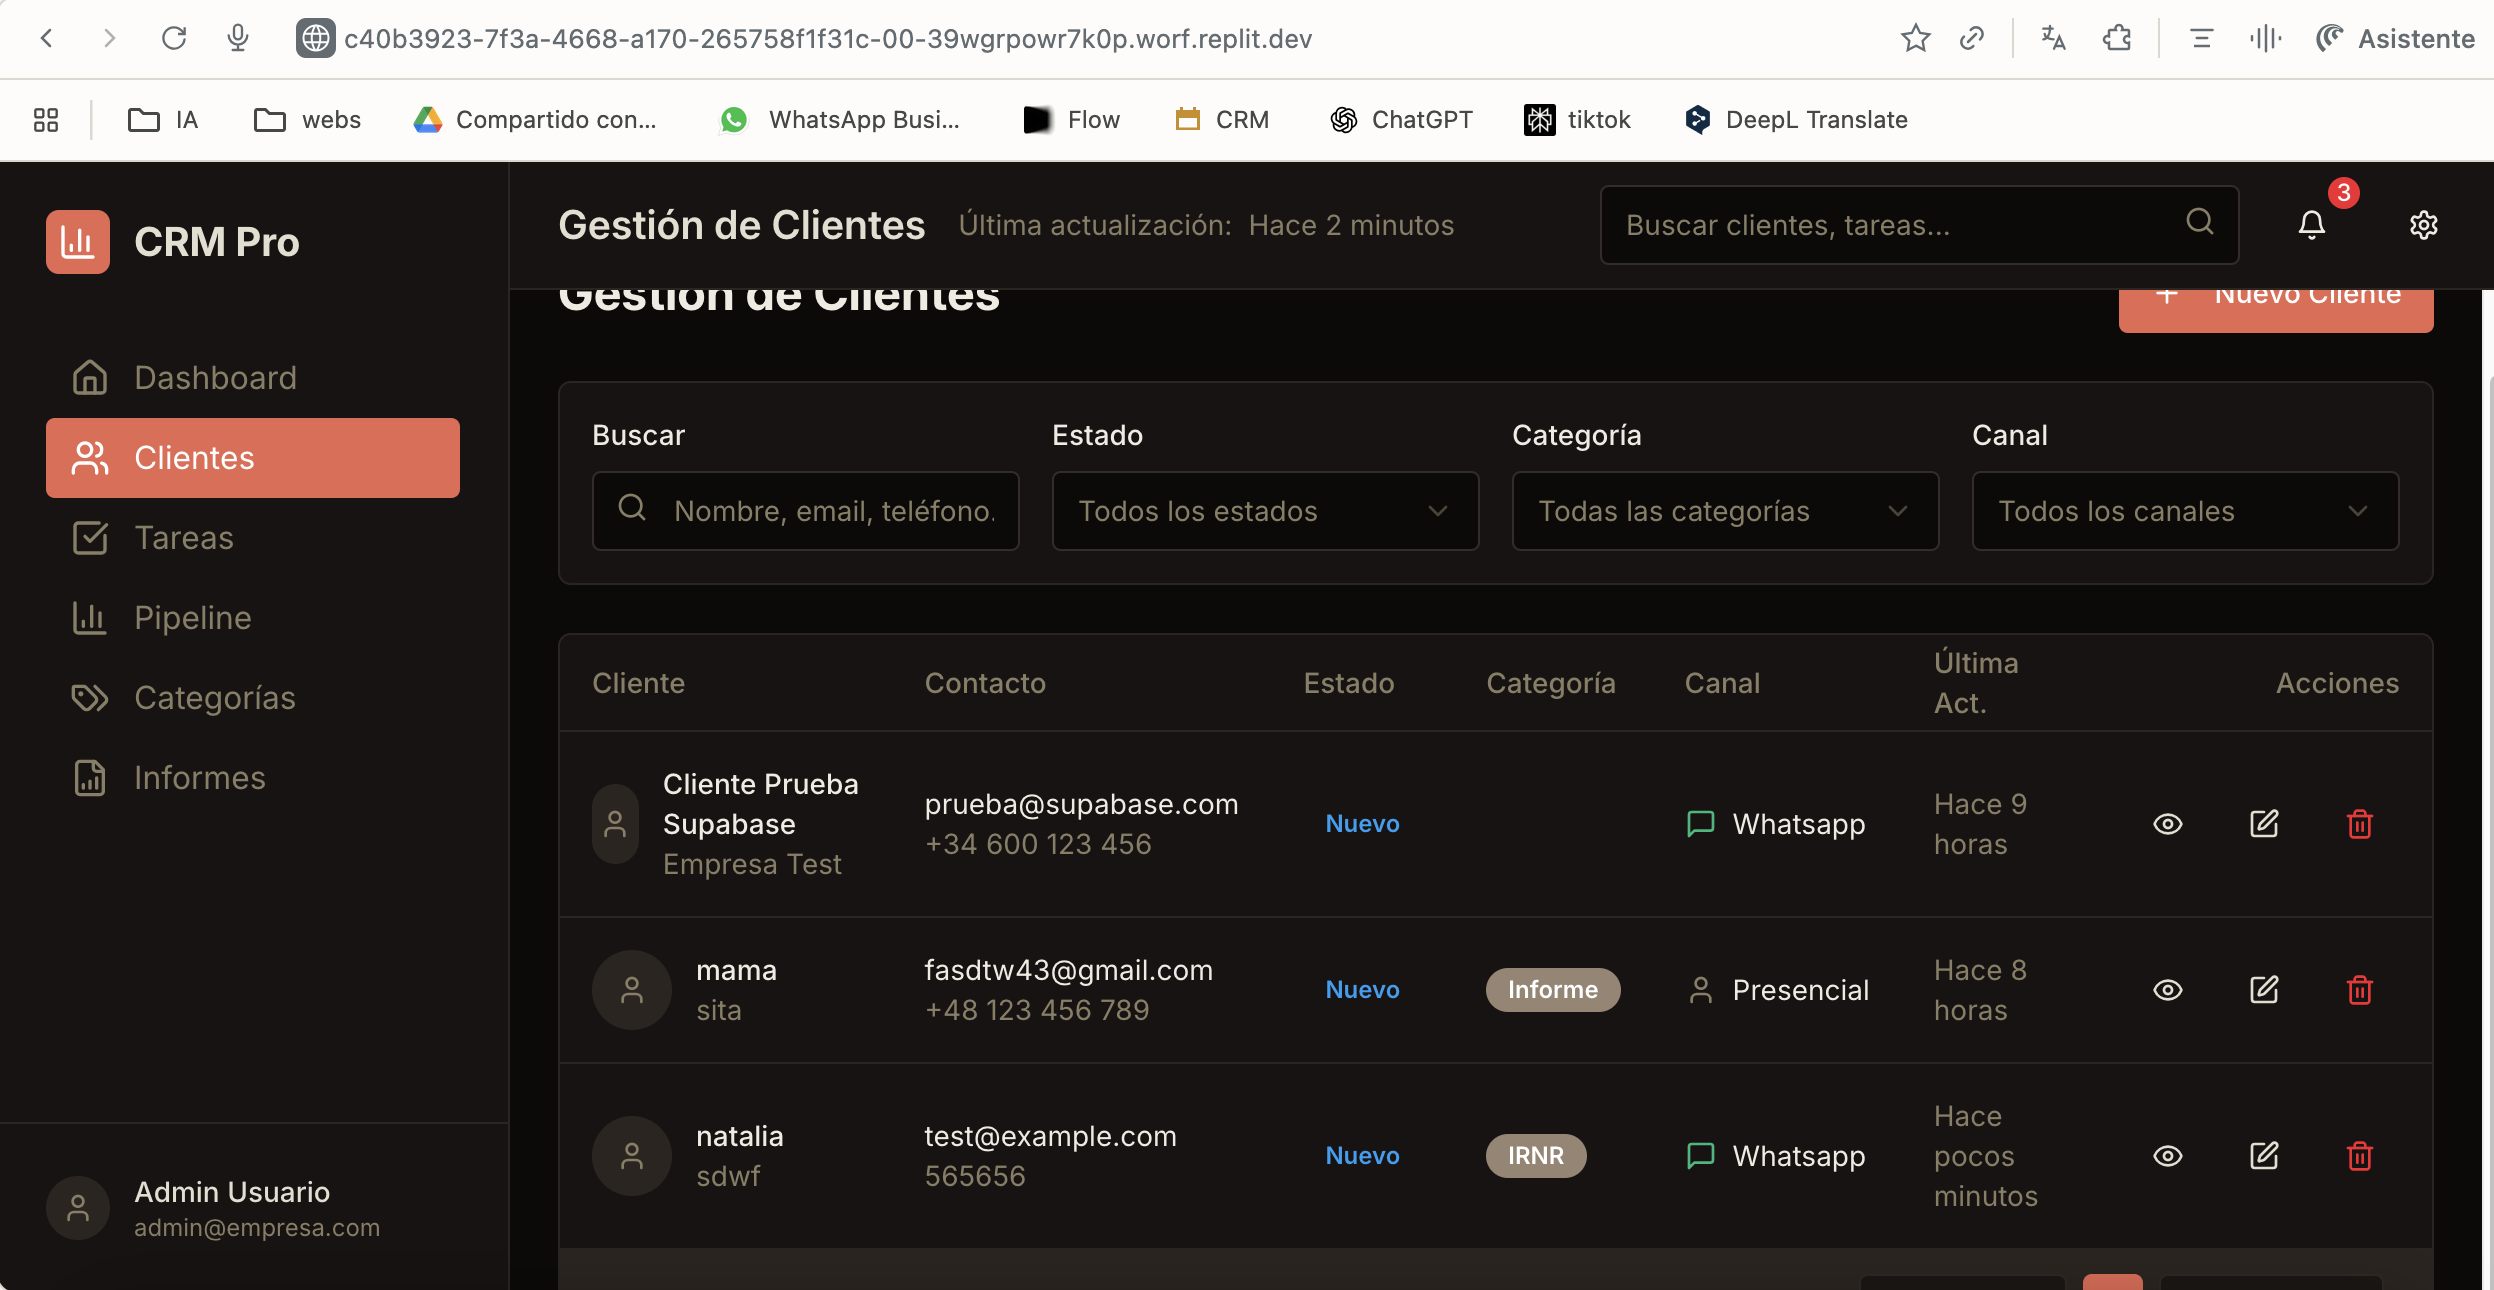 c40b3923-7f3a-4668-a170-265758f1f31c-00-39wgrpowr7k0p.worf.replit.dev
Asistente
IA
webs
Compartido con...
WhatsApp Busi...
Flow
CRM
ChatGPT
tiktok
DeepL Translate
CRM Pro
Dashboard
Clientes
Tareas
Pipeline
Categorías
Informes
Admin Usuario
admin@empresa.com
Gestión de Clientes
Última actualización: Hace 2 minutos
Buscar clientes, tareas...
3
Gestión de Clientes
Nuevo Cliente
Buscar
Estado
Categoría
Canal
Nombre, email, teléfono.
Todos los estados
Todas las categorías
Todos los canales
Cliente
Contacto
Estado
Categoría
Canal
Última
Act.
Acciones
Cliente Prueba
Supabase
Empresa Test
prueba@supabase.com
+34 600 123 456
Nuevo
Whatsapp
Hace 9
horas
mama
sita
fasdtw43@gmail.com
+48 123 456 789
Nuevo
Informe
Presencial
Hace 8
horas
natalia
sdwf
test@example.com
565656
Nuevo
IRNR
Whatsapp
Hace
pocos
minutos